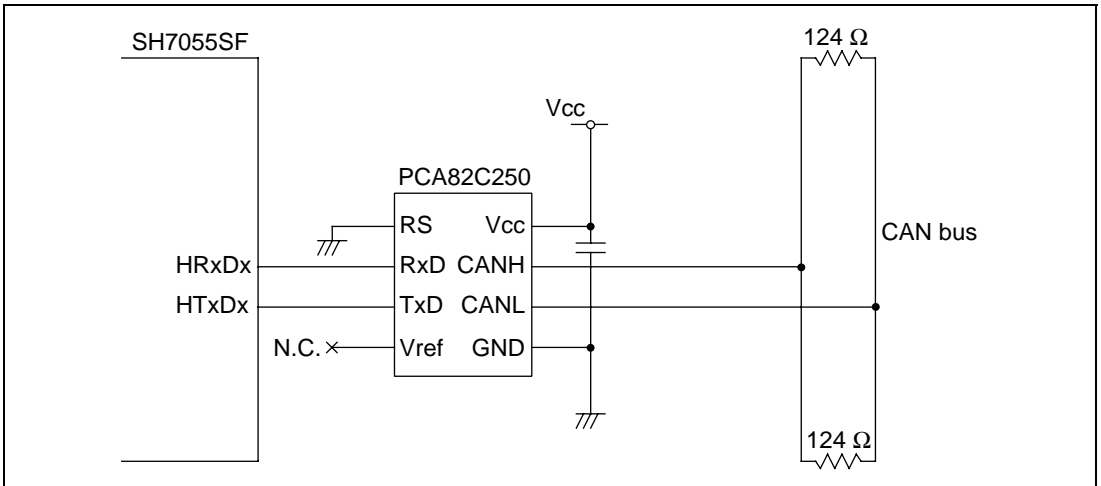 SH7055SF
124 Ω
Vcc
PCA82C250
RS Vcc
CAN bus
HRxDx RxD CANH
HTxDx TxD CANL
N.C. Vref GND
124 Ω